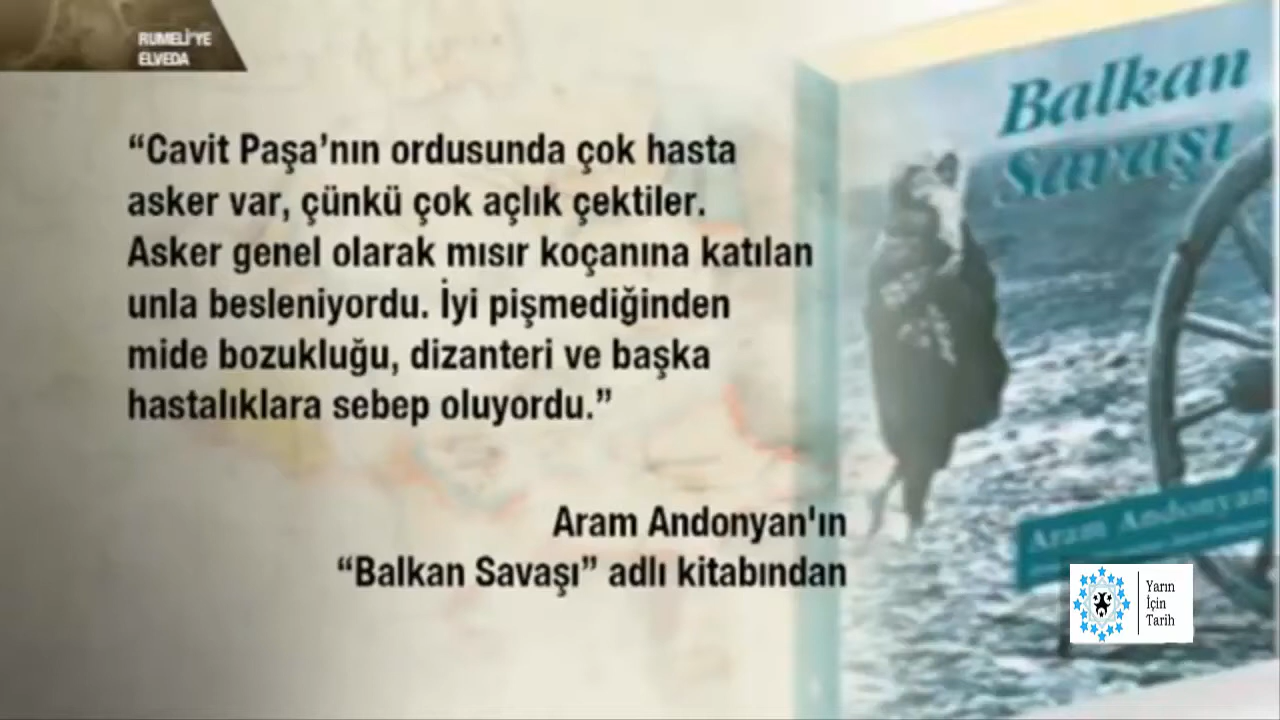 RUMELİ'YE
ELVEDA
“Cavit Paşa’nın ordusunda çok hasta
asker var, çünkü çok açlık çektiler.
Asker genel olarak mısır koçanına katılan
unla besleniyordu. İyi pişmediğinden
mide bozukluğu, dizanteri ve başka
hastalıklara sebep oluyordu.”
Aram Andonyan'ın
“Balkan Savaşı” adlı kitabından
Balkan
Savaşı
Aram Andonyan
Yarın
İçin
Tarih